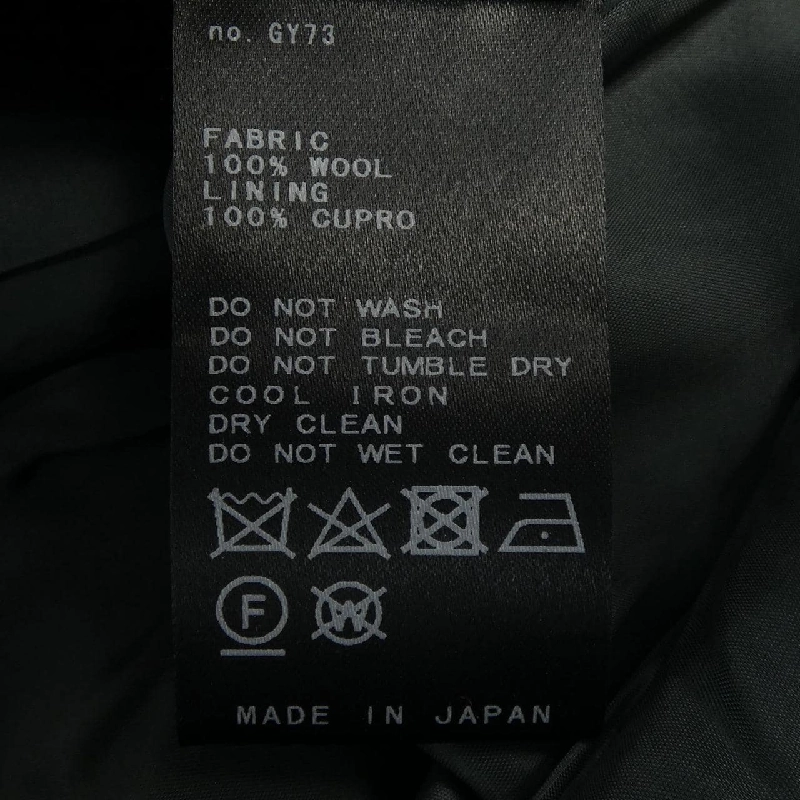 no. GY73
FABRIC
100% WOOL
LINING
100% CUPRO
DO NOT WASH
DO NOT BLEACH
DO NOT TUMBLE DRY
COOL IRON
DRY CLEAN
DO NOT WET CLEAN
F W
MADE IN JAPAN